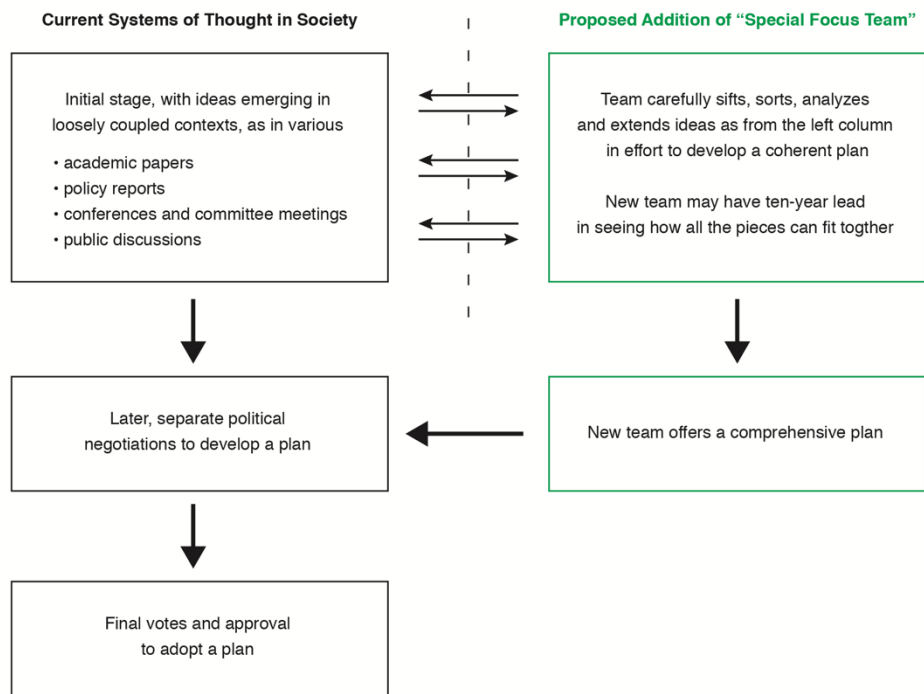 Current Systems of Thought in Society
Proposed Addition of “Special Focus Team”
Initial stage, with ideas emerging in
loosely coupled contexts, as in various
• academic papers
• policy reports
• conferences and committee meetings
• public discussions
Team carefully sifts, sorts, analyzes
and extends ideas as from the left column
in effort to develop a coherent plan
New team may have ten-year lead
in seeing how all the pieces can fit togther
Later, separate political
negotiations to develop a plan
New team offers a comprehensive plan
Final votes and approval
to adopt a plan